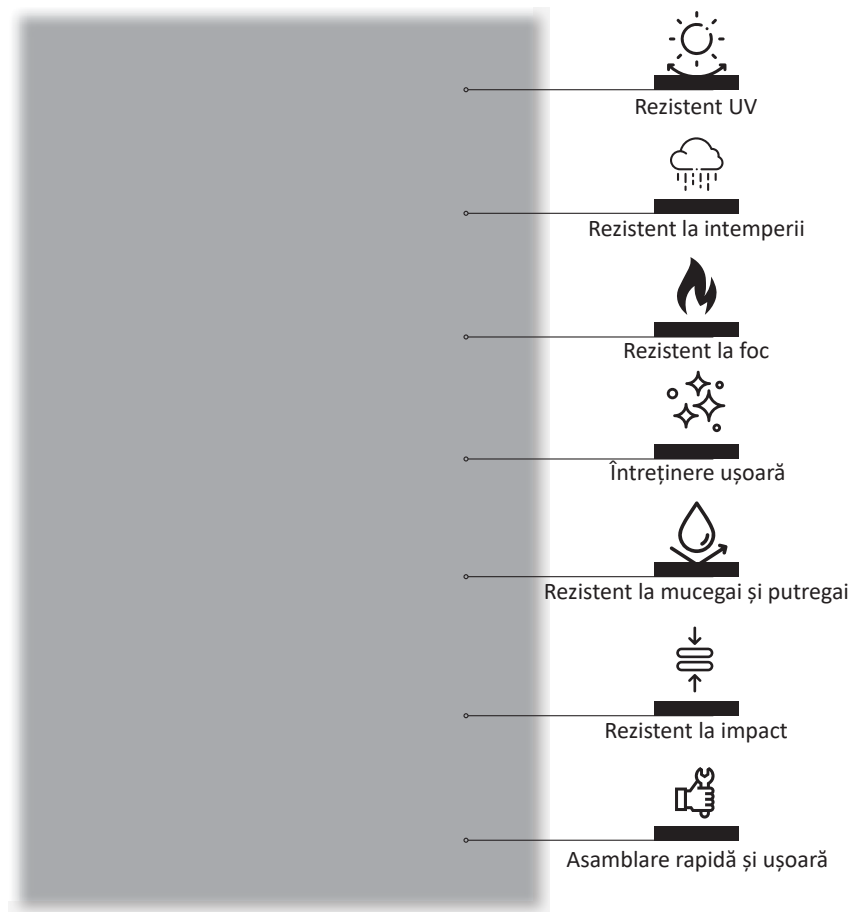 Rezistent UV
Rezistent la intemperii
Rezistent la foc
Întreținere ușoară
Rezistent la mucegai și putregai
Rezistent la impact
Asamblare rapidă și ușoară